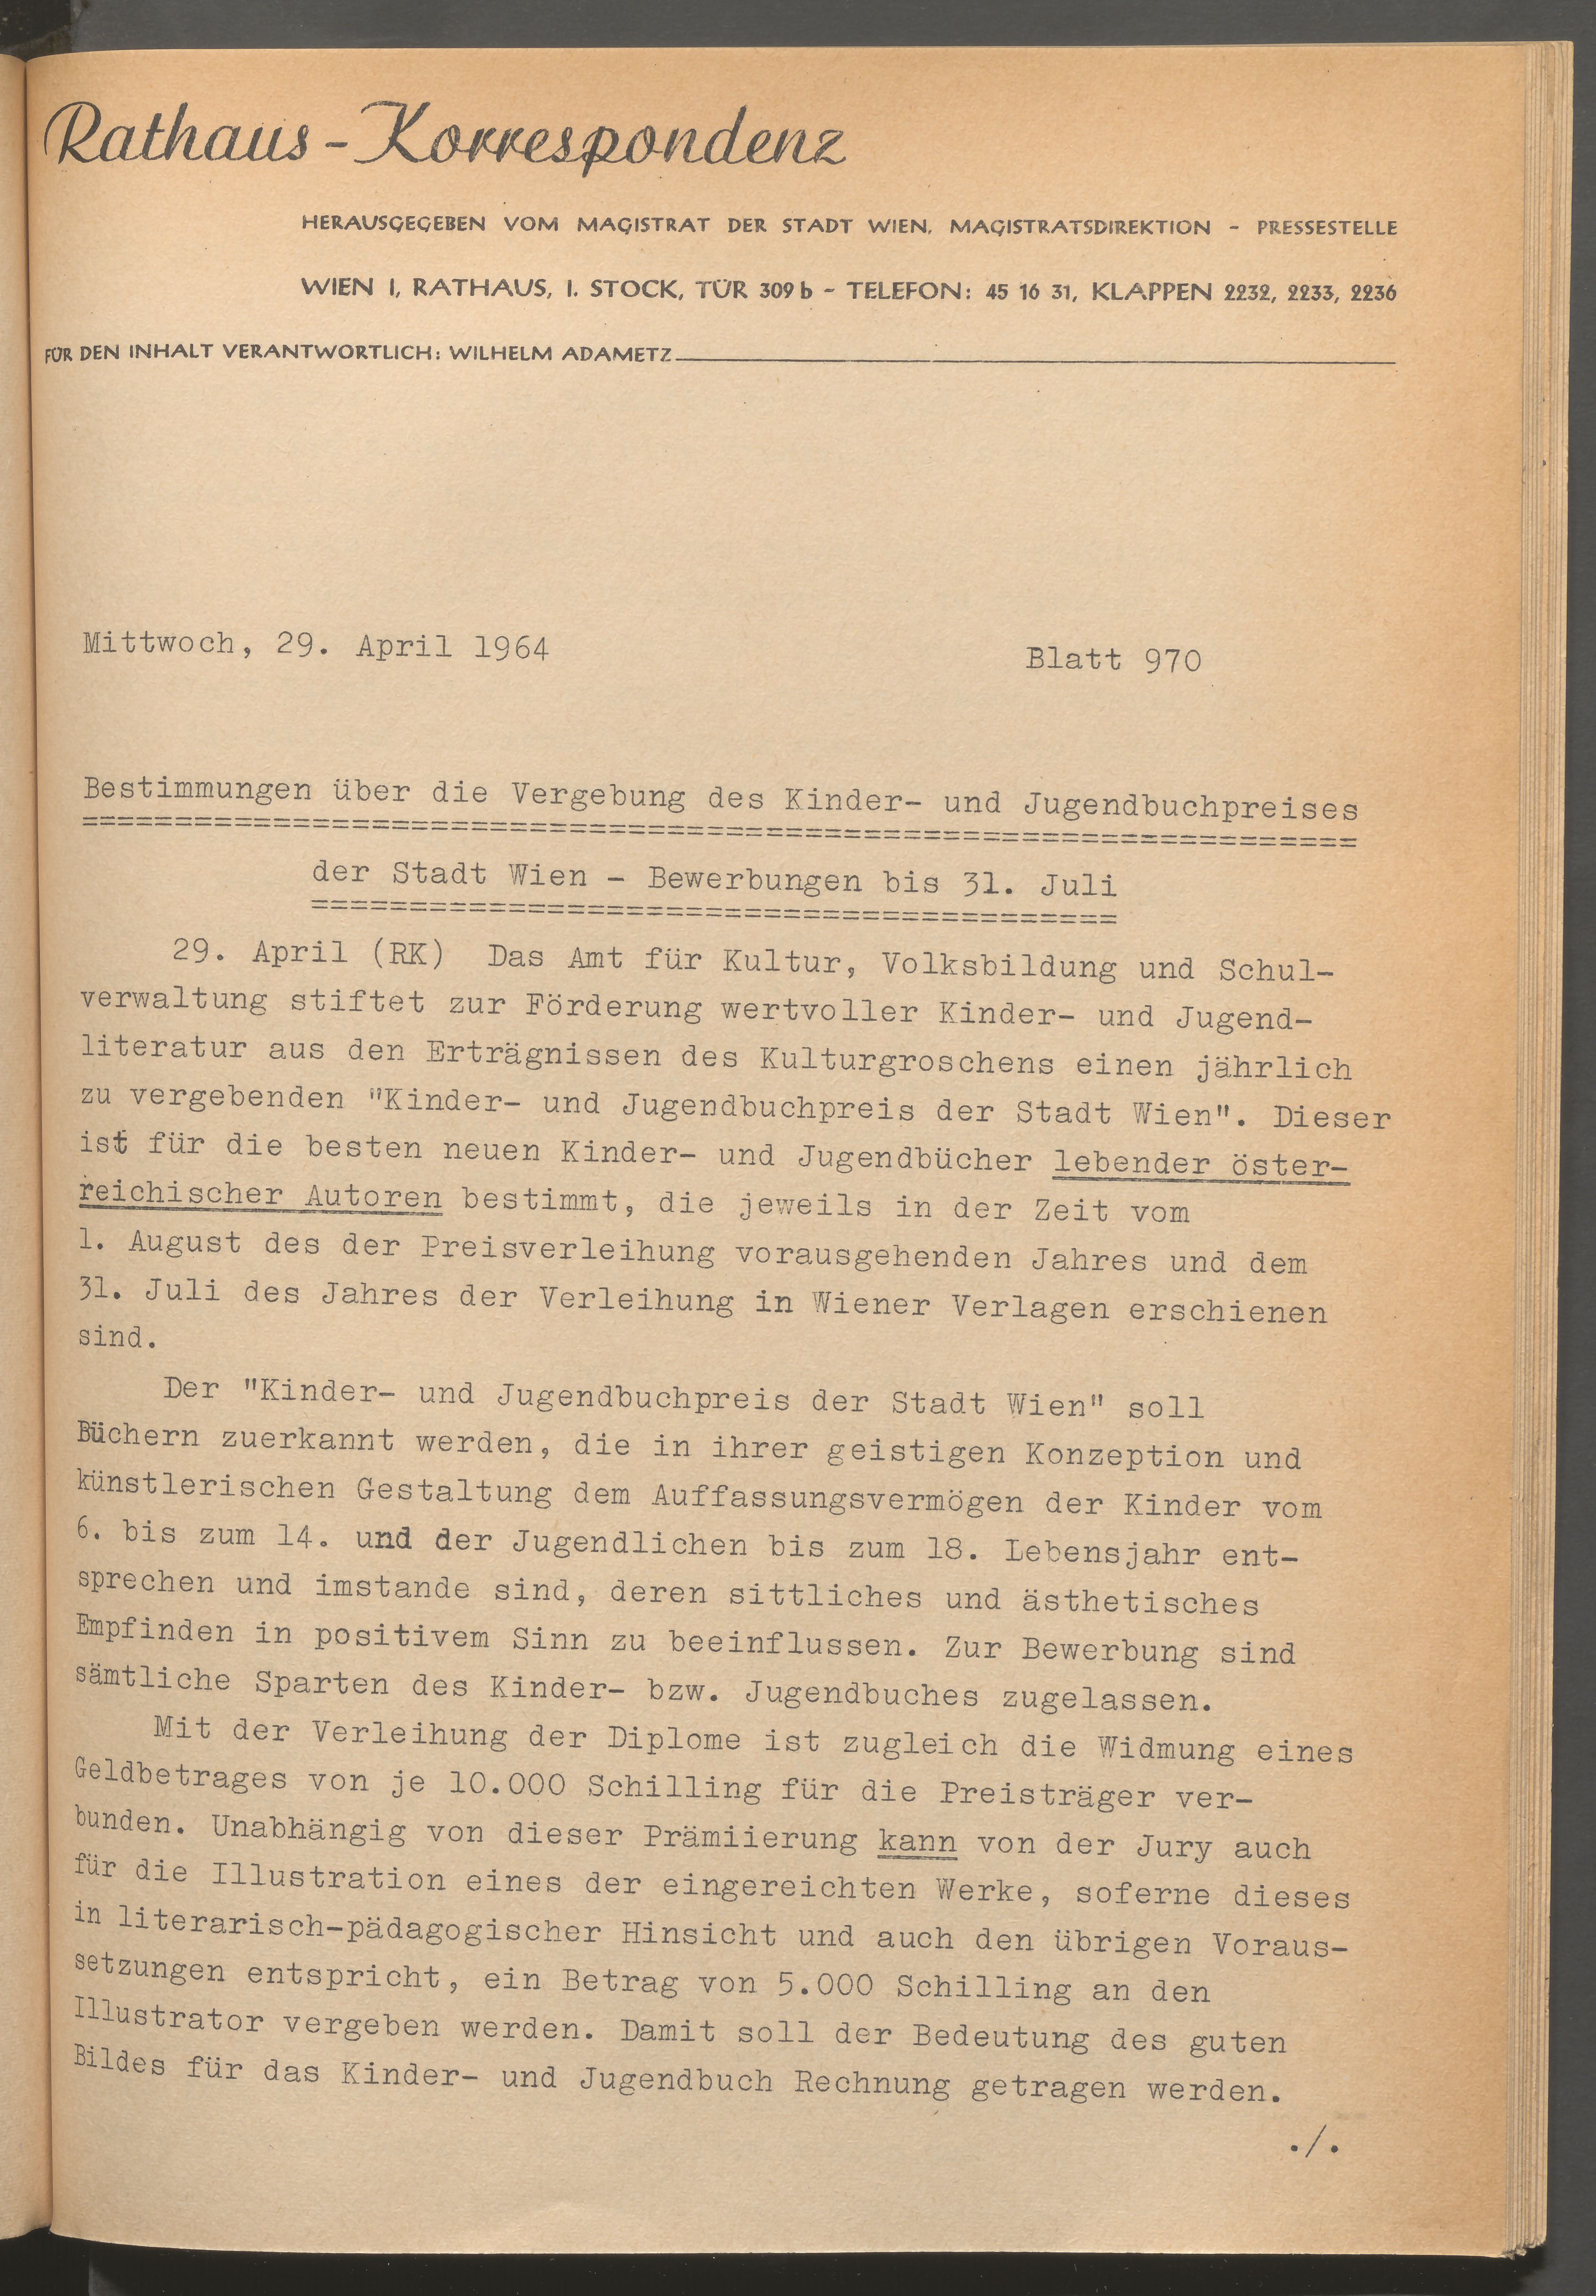 Rathaus-Korrespondenz
HERAUSGEGEBEN VOM MAGISTRAT DER STADT WIEN, MAGISTRATSDIREKTION - PRESSESTELLE
WIEN I, RATHAUS, I. STOCK, TÜR 309 b - TELEFON: 45 16 31, KLAPPEN 2232, 2233, 2236
FÜR DEN INHALT VERANTWORTLICH: WILHELM ADAMETZ
Mittwoch, 29. April 1964
Blatt 970
Bestimmungen über die Vergebung des Kinder- und Jugendbuchpreises
der Stadt Wien - Bewerbungen bis 31. Juli
29. April (RK) Das Amt für Kultur, Volksbildung und Schul-
verwaltung stiftet zur Förderung wertvoller Kinder- und Jugend-
literatur aus den Erträgnissen des Kulturgroschens einen jährlich
zu vergebenden "Kinder- und Jugendbuchpreis der Stadt Wien". Dieser
ist für die besten neuen Kinder- und Jugendbücher lebender öster-
reichischer Autoren bestimmt, die jeweils in der Zeit vom
1. August des der Preisverleihung vorausgehenden Jahres und dem
31. Juli des Jahres der Verleihung in Wiener Verlagen erschienen
sind.
Der "Kinder- und Jugendbuchpreis der Stadt Wien" soll
Büchern zuerkannt werden, die in ihrer geistigen Konzeption und
künstlerischen Gestaltung dem Auffassungsvermögen der Kinder vom
6. bis zum 14. und der Jugendlichen bis zum 18. Lebensjahr ent-
sprechen und imstande sind, deren sittliches und ästhetisches
Empfinden in positivem Sinn zu beeinflussen. Zur Bewerbung sind
sämtliche Sparten des Kinder- bzw. Jugendbuches zugelassen.
Mit der Verleihung der Diplome ist zugleich die Widmung eines
Geldbetrages von je 10.000 Schilling für die Preisträger ver-
bunden. Unabhängig von dieser Prämiierung kann von der Jury auch
für die Illustration eines der eingereichten Werke, soferne dieses
in literarisch-pädagogischer Hinsicht und auch den übrigen Voraus-
setzungen entspricht, ein Betrag von 5.000 Schilling an den
Illustrator vergeben werden. Damit soll der Bedeutung des guten
Bildes für das Kinder- und Jugendbuch Rechnung getragen werden.
./.